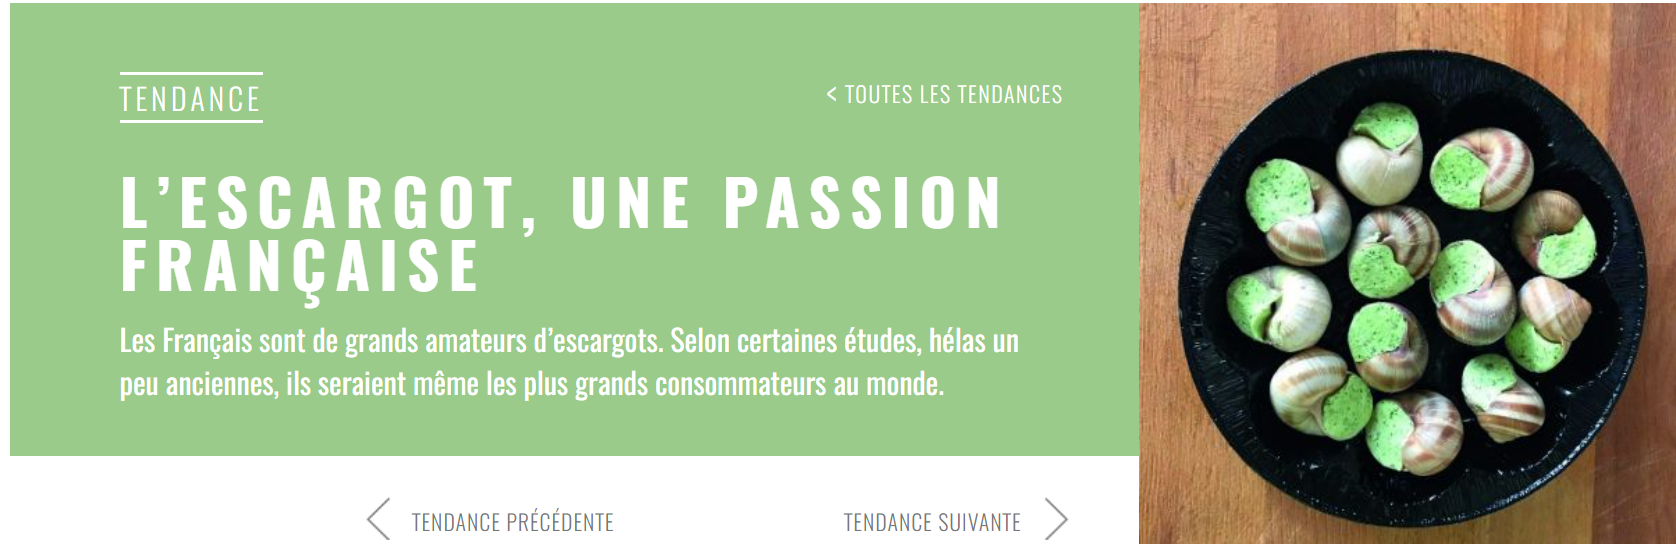 TENDANCE
< TOUTES LES TENDANCES
L’ESCARGOT, UNE PASSION
FRANÇAISE
Les Français sont de grands amateurs d’escargots. Selon certaines études, hélas un
peu anciennes, ils seraient même les plus grands consommateurs au monde.
TENDANCE PRÉCÉDENTE
TENDANCE SUIVANTE